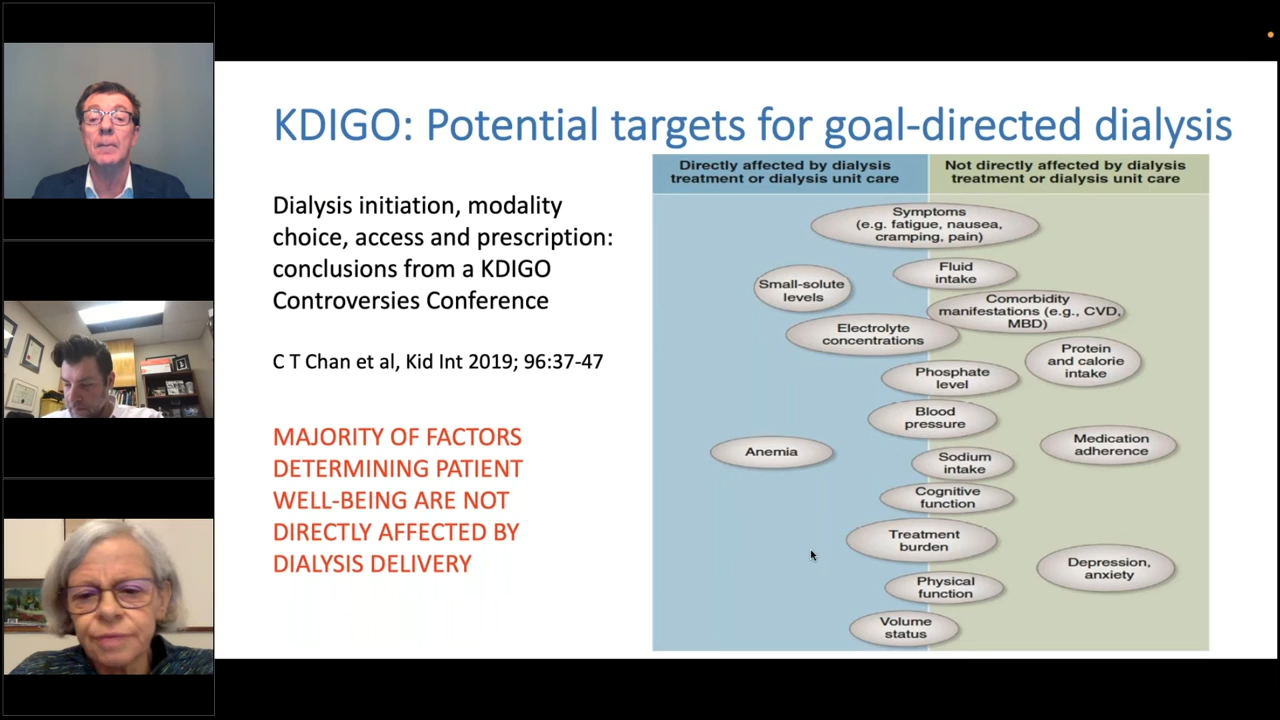 KDIGO: Potential targets for goal-directed dialysis
Dialysis initiation, modality
choice, access and prescription:
conclusions from a KDIGO
Controversies Conference
C T Chan et al, Kid Int 2019; 96:37-47
MAJORITY OF FACTORS
DETERMINING PATIENT
WELL-BEING ARE NOT
DIRECTLY AFFECTED BY
DIALYSIS DELIVERY
Directly affected by dialysis
treatment or dialysis unit care
Not directly affected by dialysis
treatment or dialysis unit care
Symptoms
(e.g. fatigue, nausea,
cramping, pain)
Fluid
intake
Small-solute
levels
Comorbidity
manifestations (e.g., CVD,
MBD)
Electrolyte
concentrations
Protein
and calorie
intake
Phosphate
level
Blood
pressure
Medication
adherence
Anemia
Sodium
intake
Cognitive
function
Treatment
burden
Depression,
anxiety
Physical
function
Volume
status